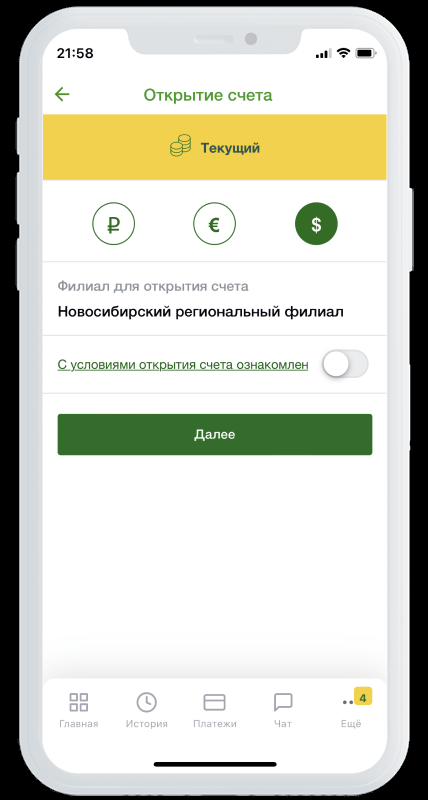 21:58
Открытие счета
Текущий
₽ € $
Филиал для открытия счета
Новосибирский региональный филиал
С условиями открытия счета ознакомлен
Далее
4
Главная История Платежи Чат Ещё